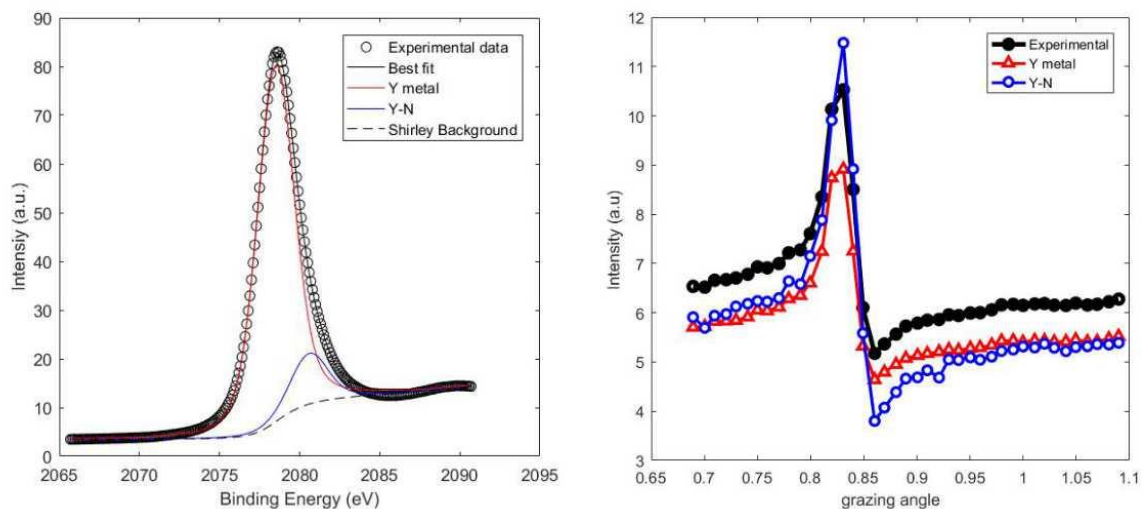 90
80
70
60
50
40
30
20
10
0
Intensiy (a.u.)
Experimental data
Best fit
Y metal
Y-N
Shirley Background
2065 2070 2075 2080 2085 2090 2095
Binding Energy (eV)
12
11
10
9
8
7
6
5
4
3
Intensity (a.u)
Experimental
Y metal
Y-N
0.65 0.7 0.75 0.8 0.85 0.9 0.95 1 1.05 1.1
grazing angle